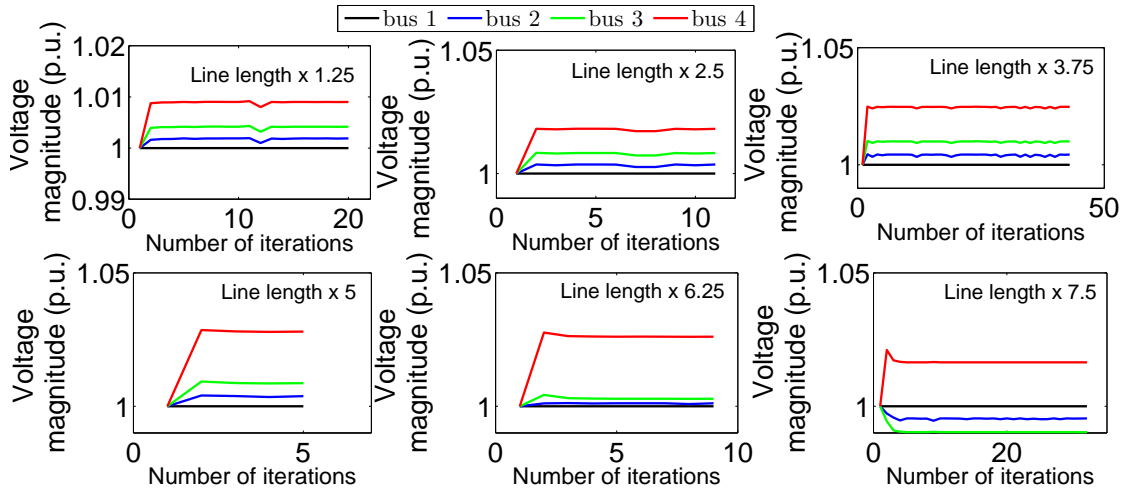 bus 1 bus 2 bus 3 bus 4
1.02
1.01
1
0.99
Voltage
magnitude (p.u.)
Line length x 1.25
0 10 20
Number of iterations
1.05
1
Voltage
magnitude (p.u.)
Line length x 2.5
0 5 10
Number of iterations
1.05
1
Voltage
magnitude (p.u.)
Line length x 3.75
0 50
Number of iterations
1.05
1
Voltage
magnitude (p.u.)
Line length x 5
0 2 4 6
Number of iterations
1.05
1
Voltage
magnitude (p.u.)
Line length x 6.25
0 5 10
Number of iterations
1.05
1
Voltage
magnitude (p.u.)
Line length x 7.5
0 20
Number of iterations